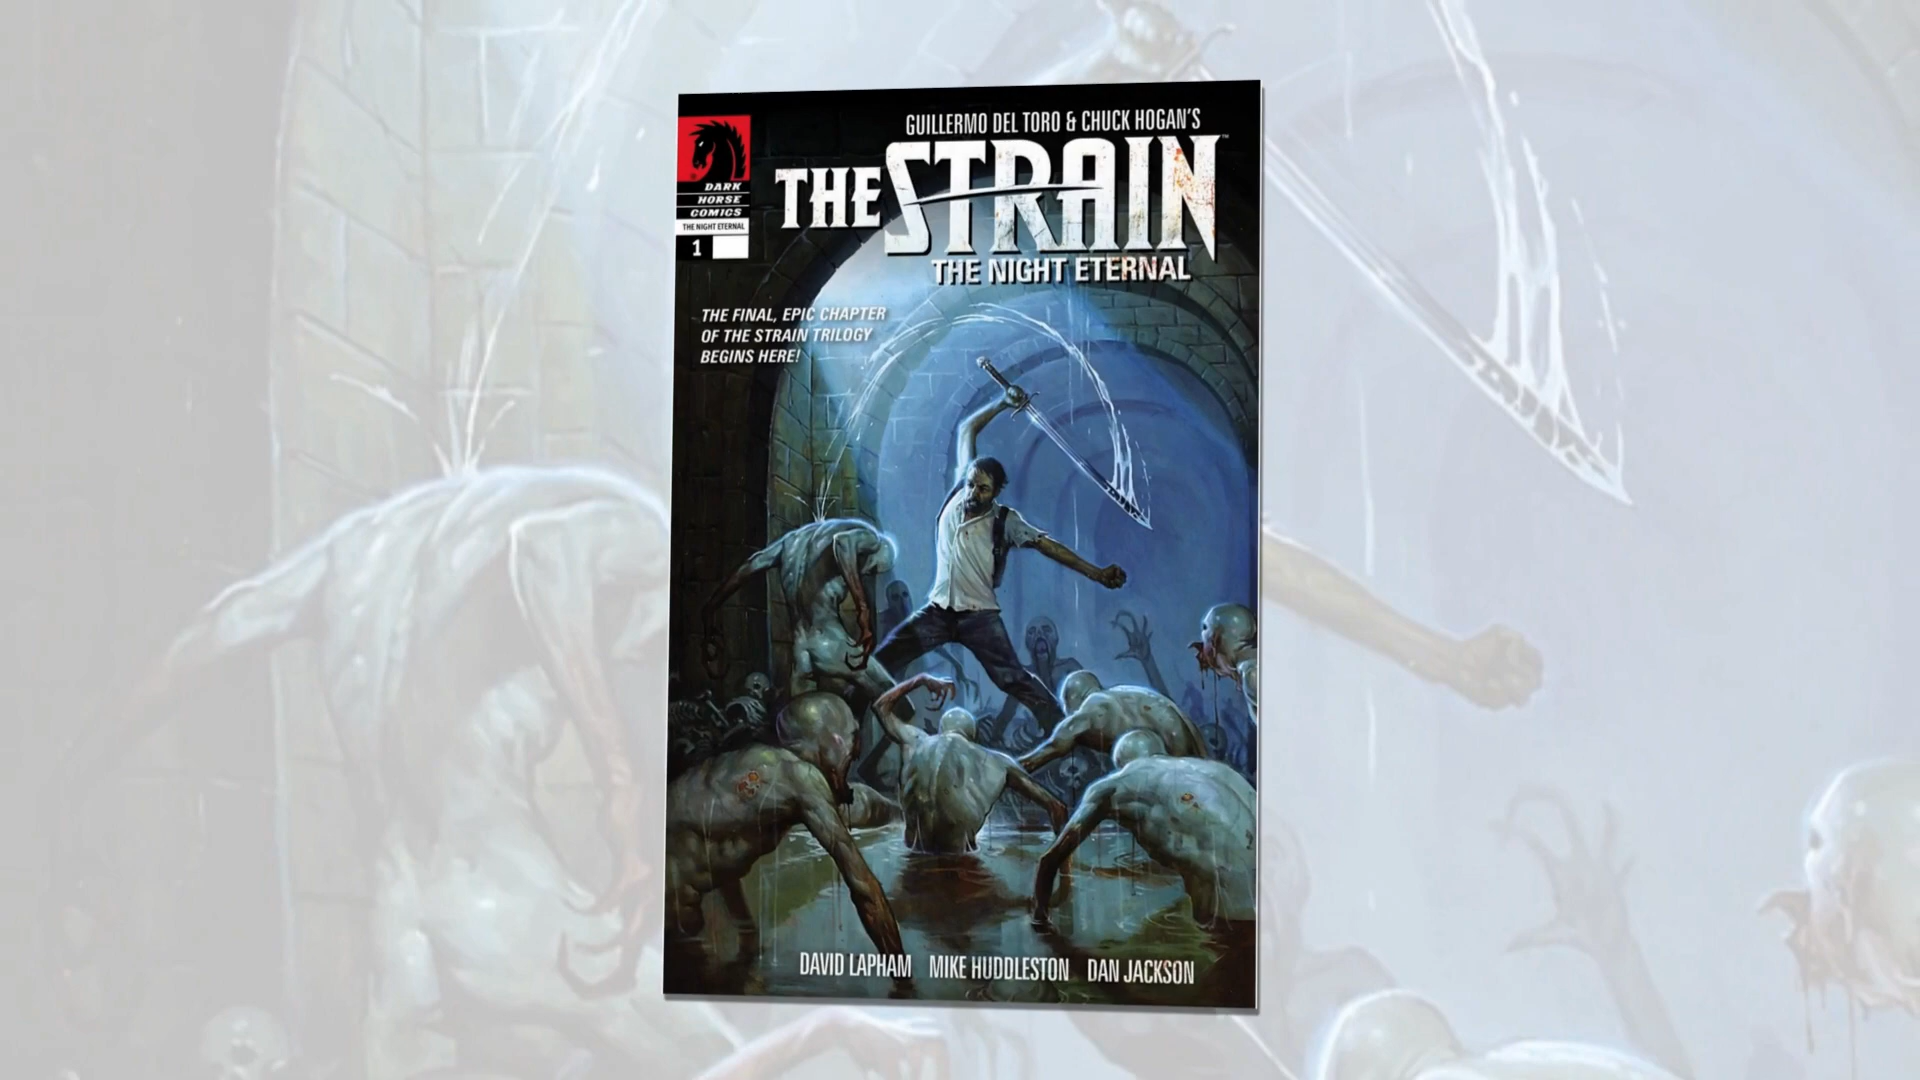 GUILLERMO DEL TORO & CHUCK HOGAN'S
THE STRAIN™
THE NIGHT ETERNAL
DARK
HORSE
COMICS
THE NIGHT ETERNAL
1
THE FINAL, EPIC CHAPTER
OF THE STRAIN TRILOGY
BEGINS HERE!
DAVID LAPHAM MIKE HUDDLESTON DAN JACKSON